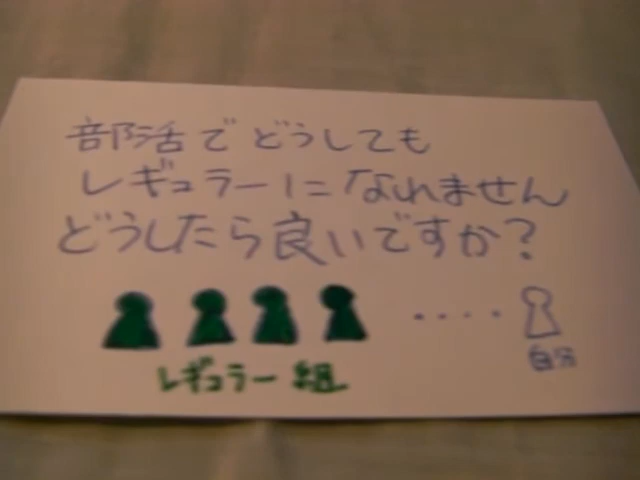 部活でどうしても
レギュラーになれません
どうしたら良いですか?
....
自分
レギュラー組